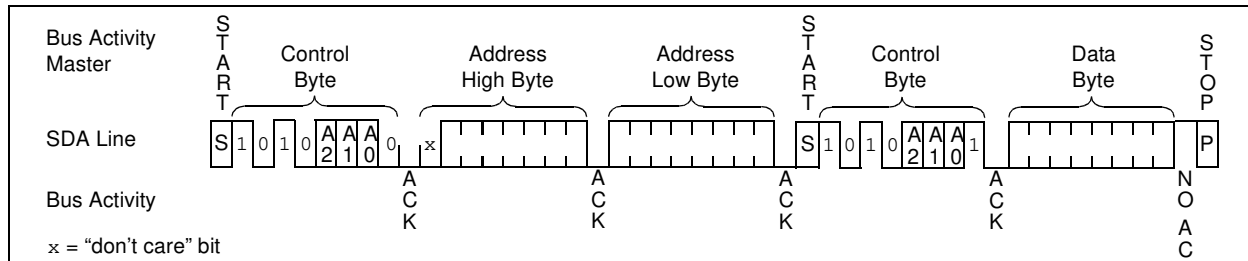 Bus Activity
Master
START
Control
Byte
Address
High Byte
Address
Low Byte
START
Control
Byte
Data
Byte
STOP
SDA Line
S 1 0 1 0 A2 A1 A0 0 x S 1 0 1 0 A2 A1 A0 1 P
Bus Activity
ACK
ACK
ACK
ACK
NO AC
x = “don’t care” bit